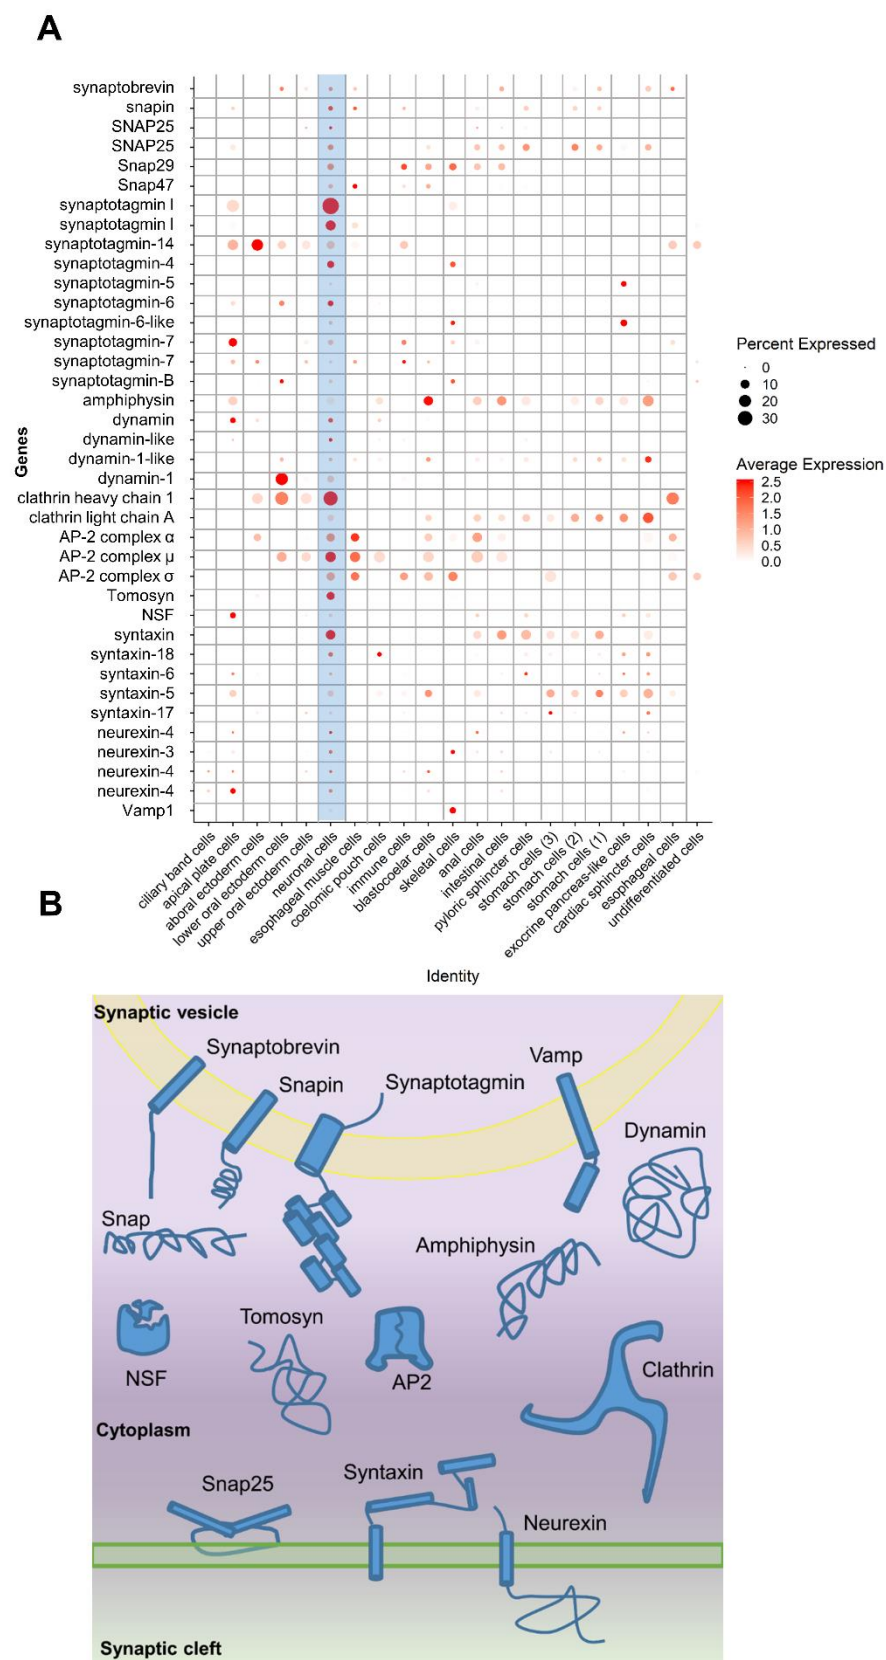 A
synaptobrevin
snapin
SNAP25
SNAP25
Snap29
Snap47
synaptotagmin I
synaptotagmin I
synaptotagmin-14
synaptotagmin-4
synaptotagmin-5
synaptotagmin-6
synaptotagmin-6-like
synaptotagmin-7
synaptotagmin-7
synaptotagmin-B
amphiphysin
dynamin
dynamin-like
dynamin-1-like
dynamin-1
clathrin heavy chain 1
clathrin light chain A
AP-2 complex α
AP-2 complex μ
AP-2 complex σ
Tomosyn
NSF
syntaxin
syntaxin-18
syntaxin-6
syntaxin-5
syntaxin-17
neurexin-4
neurexin-3
neurexin-4
neurexin-4
Vamp1
Genes
Percent Expressed
0
10
20
30
Average Expression
2.5
2.0
1.5
1.0
0.5
0.0
ciliary band cells
apical plate cells
aboral ectoderm cells
lower oral ectoderm cells
upper oral ectoderm cells
neuronal cells
esophageal muscle cells
coelomic pouch cells
immune cells
blastocoelar cells
skeletal cells
anal cells
intestinal cells
pyloric sphincter cells
stomach cells (3)
stomach cells (2)
stomach cells (1)
exocrine pancreas-like cells
cardiac sphincter cells
esophageal cells
undifferentiated cells
Identity
B
Synaptic vesicle
Synaptobrevin
Snapin
Synaptotagmin
Vamp
Dynamin
Snap
Amphiphysin
NSF
Tomosyn
AP2
Clathrin
Cytoplasm
Snap25
Syntaxin
Neurexin
Synaptic cleft